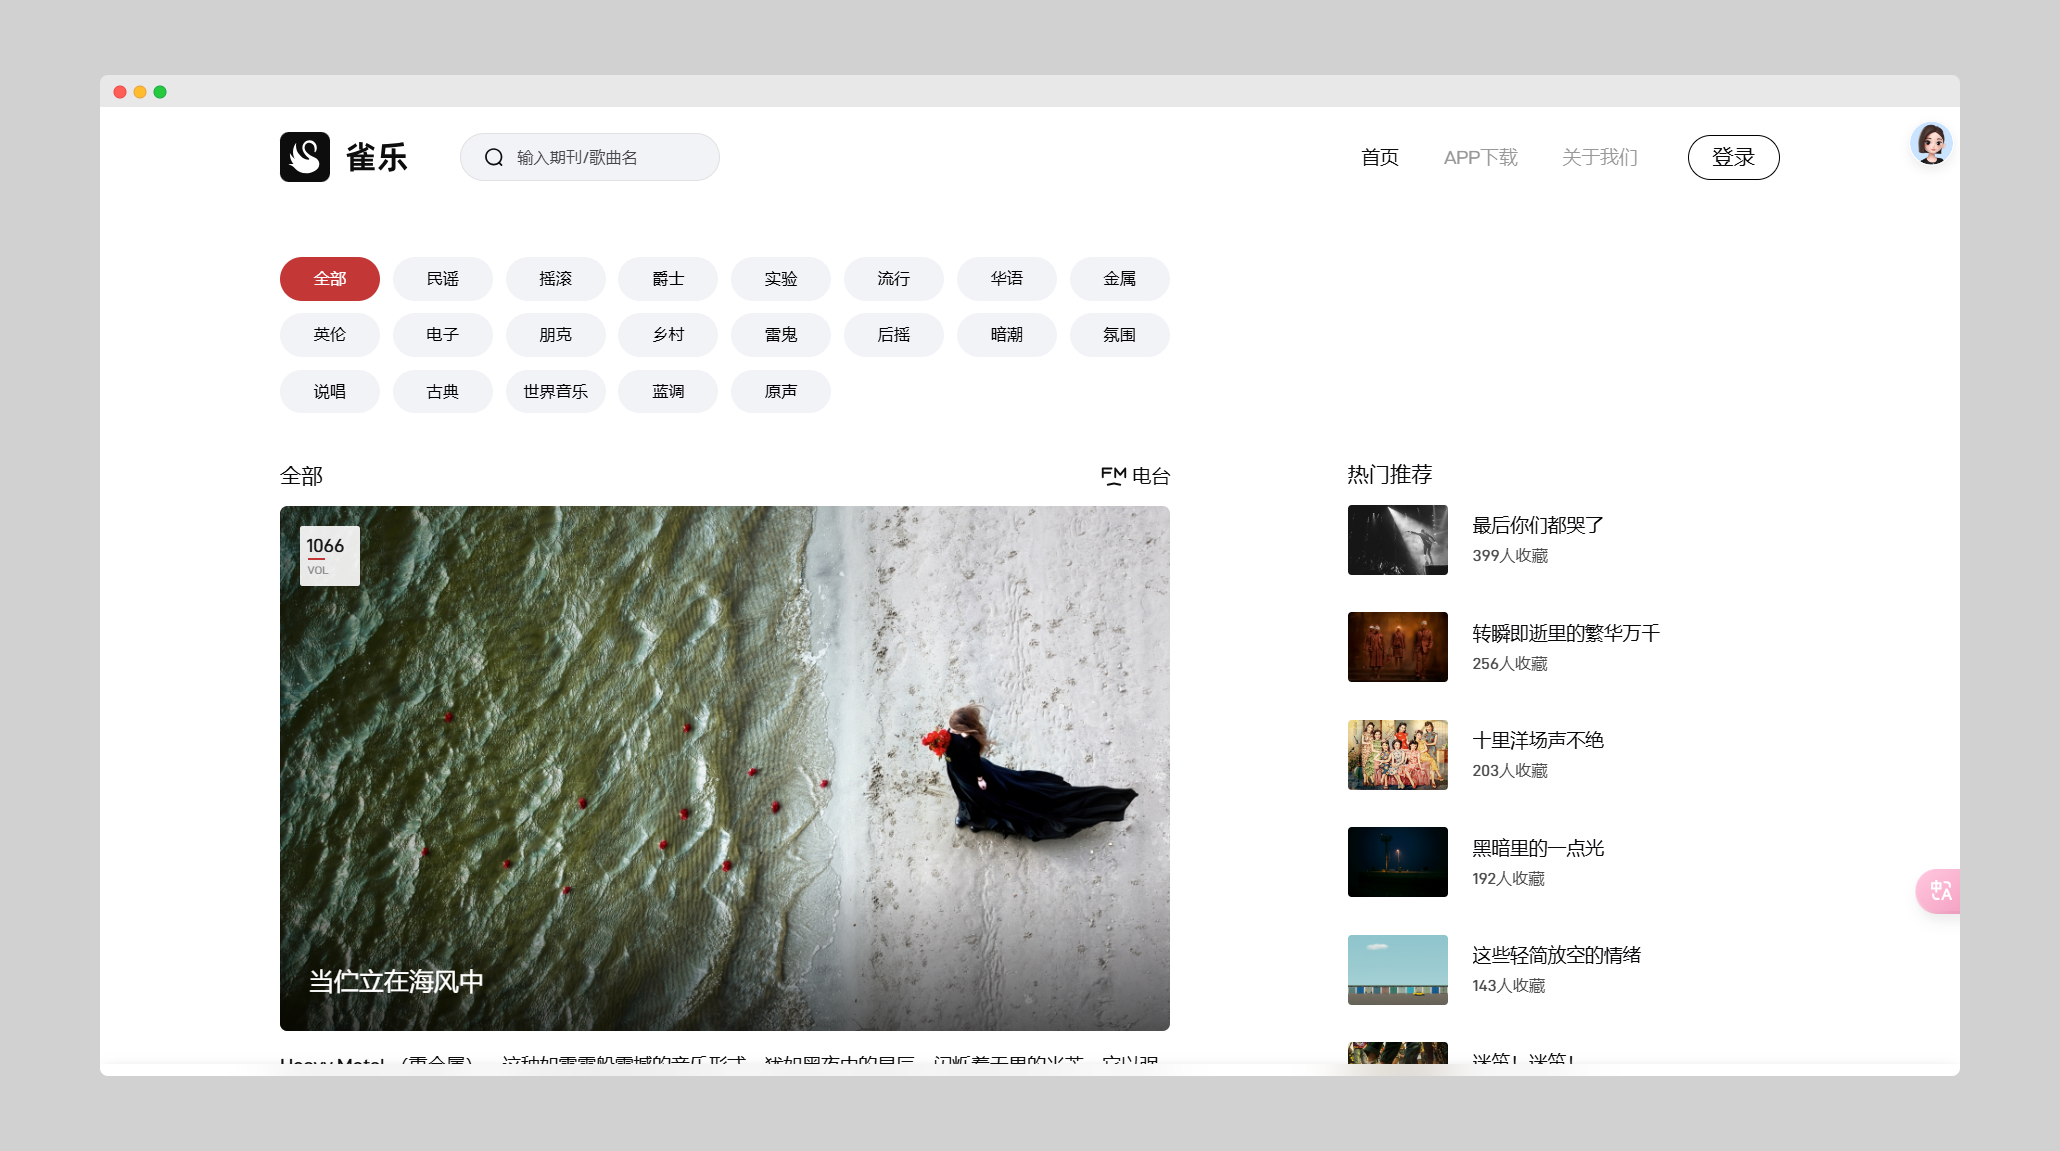 雀乐
输入期刊/歌曲名
首页
APP下载
关于我们
登录
全部
民谣
摇滚
爵士
实验
流行
华语
金属
英伦
电子
朋克
乡村
雷鬼
后摇
暗潮
氛围
说唱
古典
世界音乐
蓝调
原声
全部
FM 电台
1066
VOL
当伫立在海风中
热门推荐
最后你们都哭了
399人收藏
转瞬即逝里的繁华万千
256人收藏
十里洋场声不绝
203人收藏
黑暗里的一点光
192人收藏
这些轻简放空的情绪
143人收藏